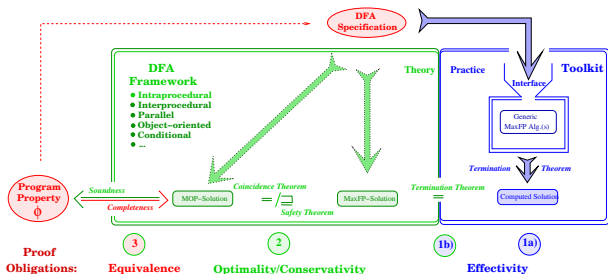 DFA
Specification
DFA
Framework
Theory
Practice
Toolkit
Interface
● Intraprocedural
● Interprocedural
● Parallel
● Object-oriented
● Conditional
● ...
Generic
MaxFP Alg.(s)
Termination Theorem
Program
Property
ϕ
Soundness
Completeness
MOP-Solution
Coincidence Theorem
= / ⊒
Safety Theorem
MaxFP-Solution
Termination Theorem
=
Computed Solution
3
2
1b)
1a)
Proof
Obligations:
Equivalence
Optimality/Conservativity
Effectivity